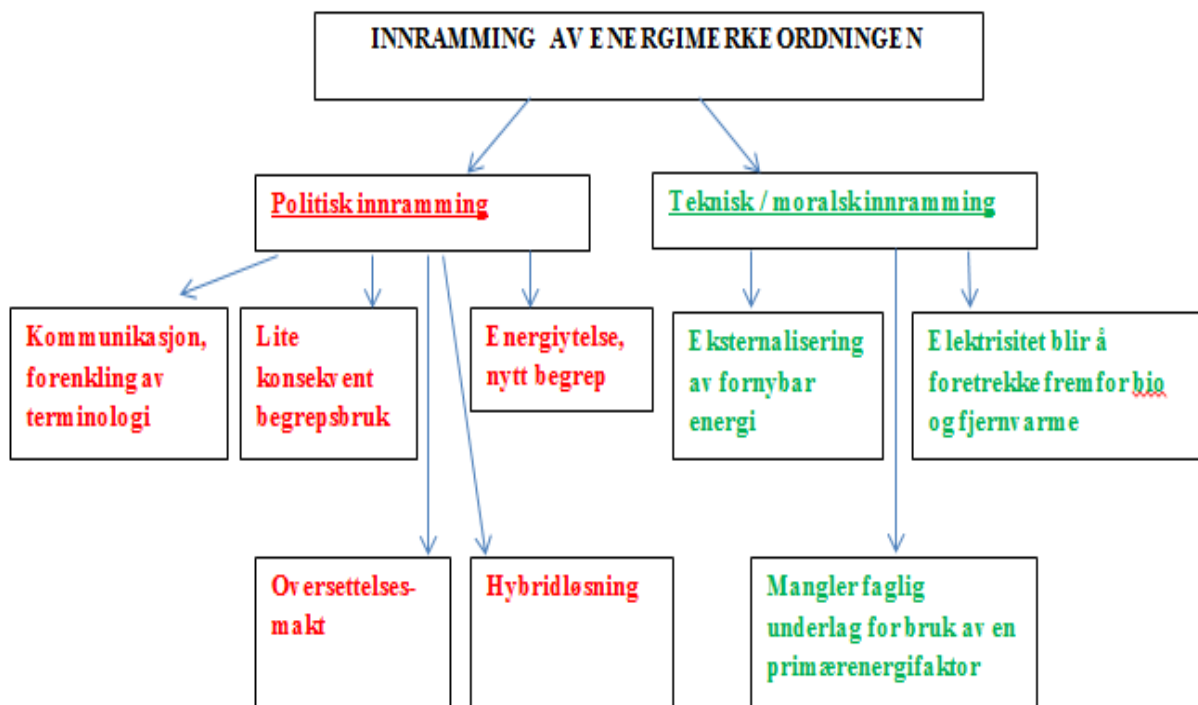 INNRAMMING AV ENERGIMERKEORDNINGEN
Politisk innramming
Teknisk / moralsk innramming
Kommunikasjon,
forenkling av
terminologi
Lite
konsekvent
begrepsbruk
Energiytelse,
nytt begrep
Eksternalisering
av fornybar
energi
Elektrisitet blir å
foretrekke fremfor bio
og fjernvarme
Oversettelses-
makt
Hybridløsning
Mangler faglig
underlag for bruk av en
primærenergifaktor